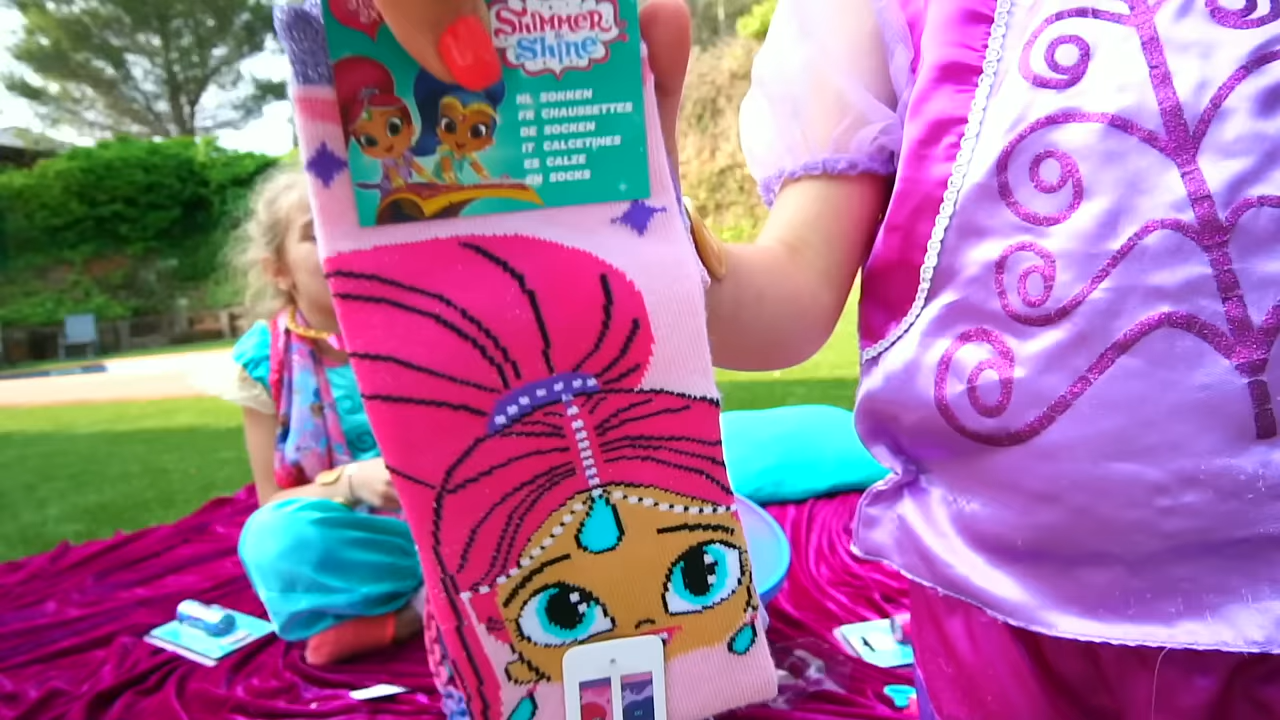 Shimmer
Shine
NL SOKKEN
FR CHAUSSETTES
DE SOCKEN
IT CALCETINES
ES CALZE
EN SOCKS